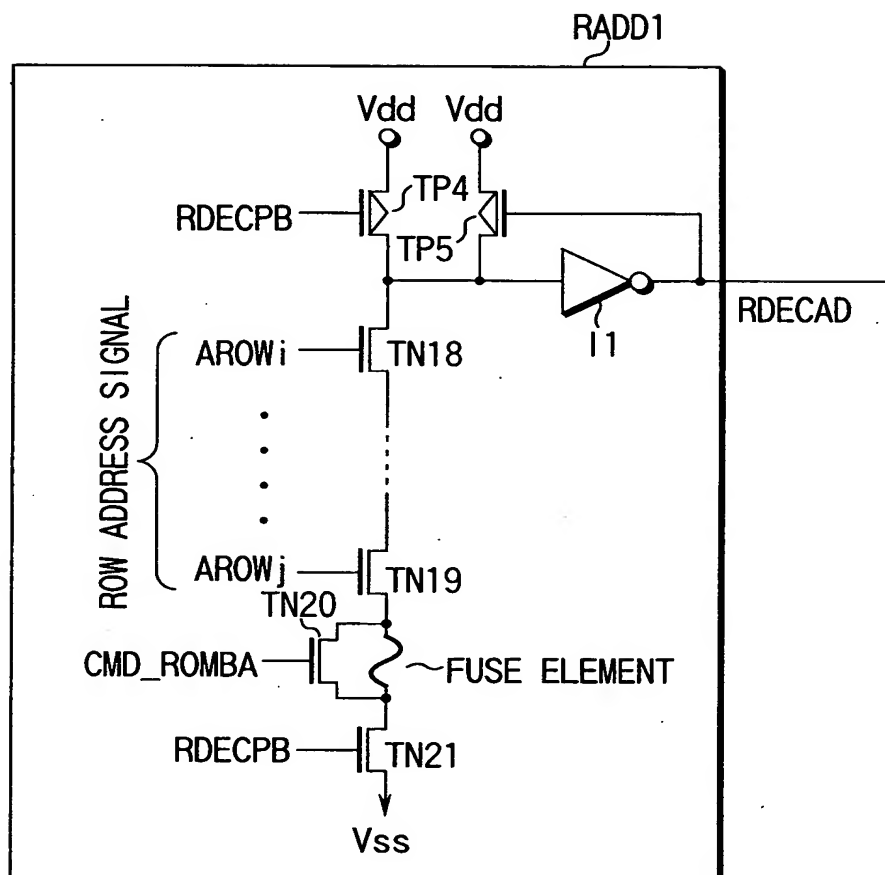 RADD1
Vdd Vdd
TP4
RDECPB
TP5
RDECAD
I1
ROW ADDRESS SIGNAL
AROWi
TN18
AROWj
TN19
TN20
CMD_ROMBA
FUSE ELEMENT
RDECPB
TN21
Vss